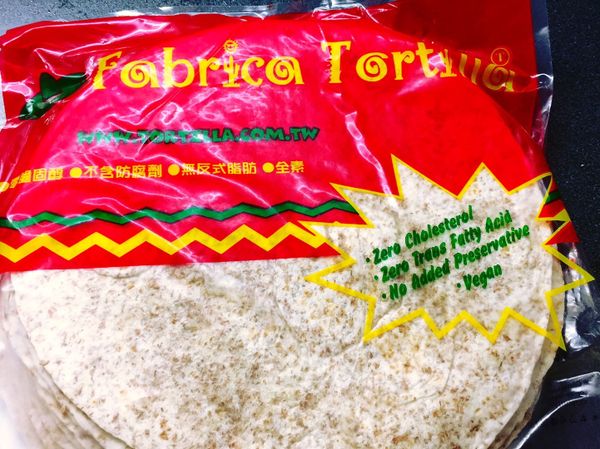 Fabrica Tortilla
WWW.TORTILLA.COM.TW
固醇 ●不含防腐劑 ●無反式脂肪 ●全素
• Zero Cholesterol
• Zero Trans Fatty Acid
• No Added Preservative
• Vegan